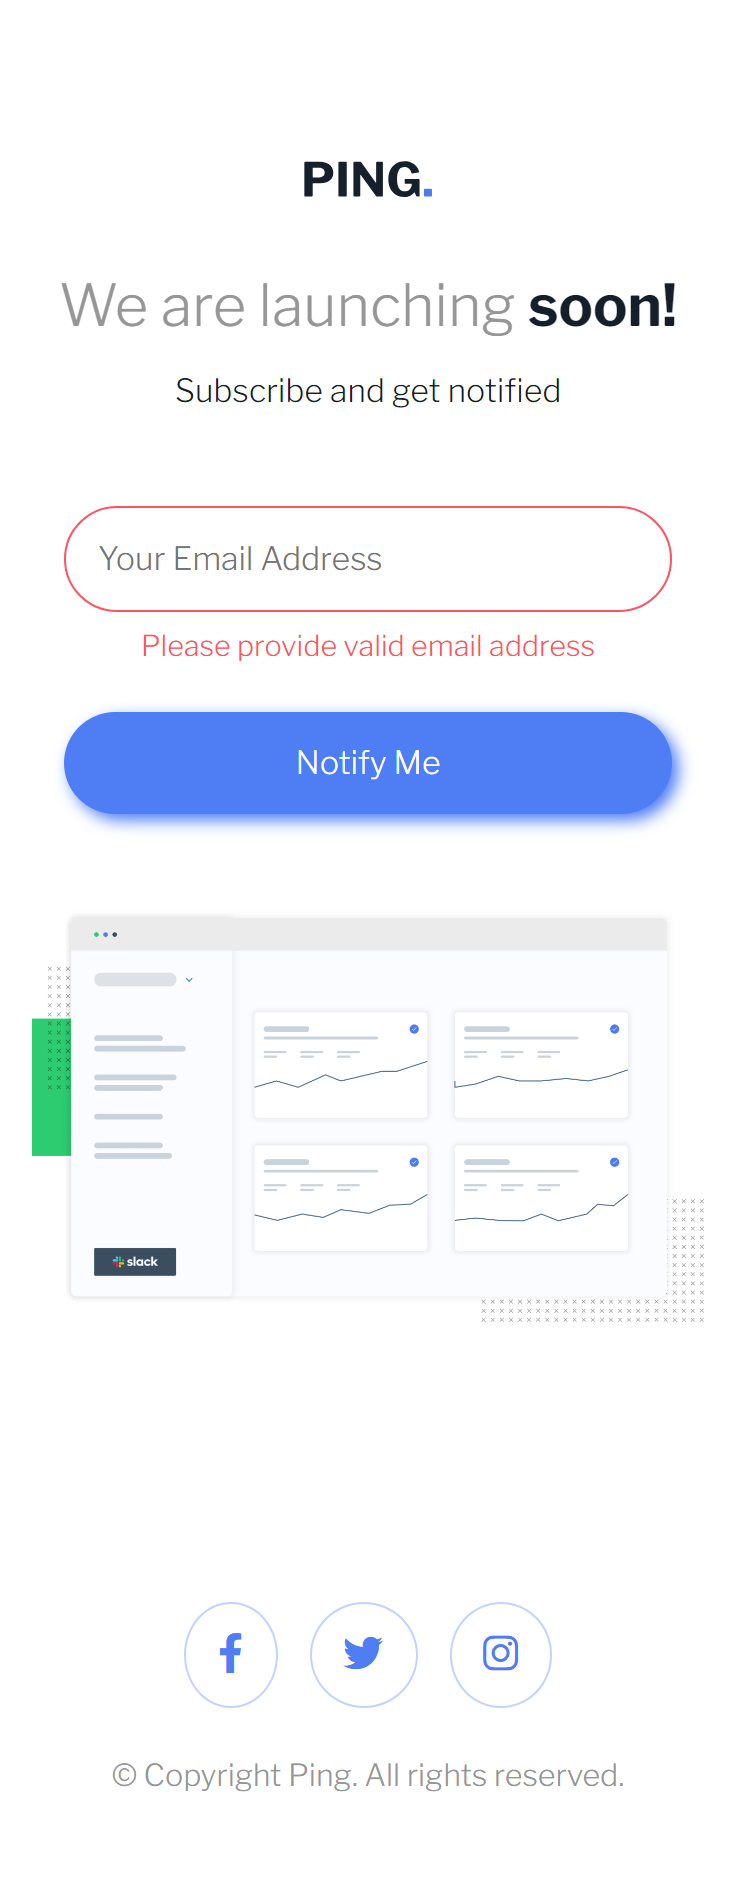 PING.
We are launching soon!
Subscribe and get notified
Your Email Address
Please provide valid email address
Notify Me
slack
© Copyright Ping. All rights reserved.